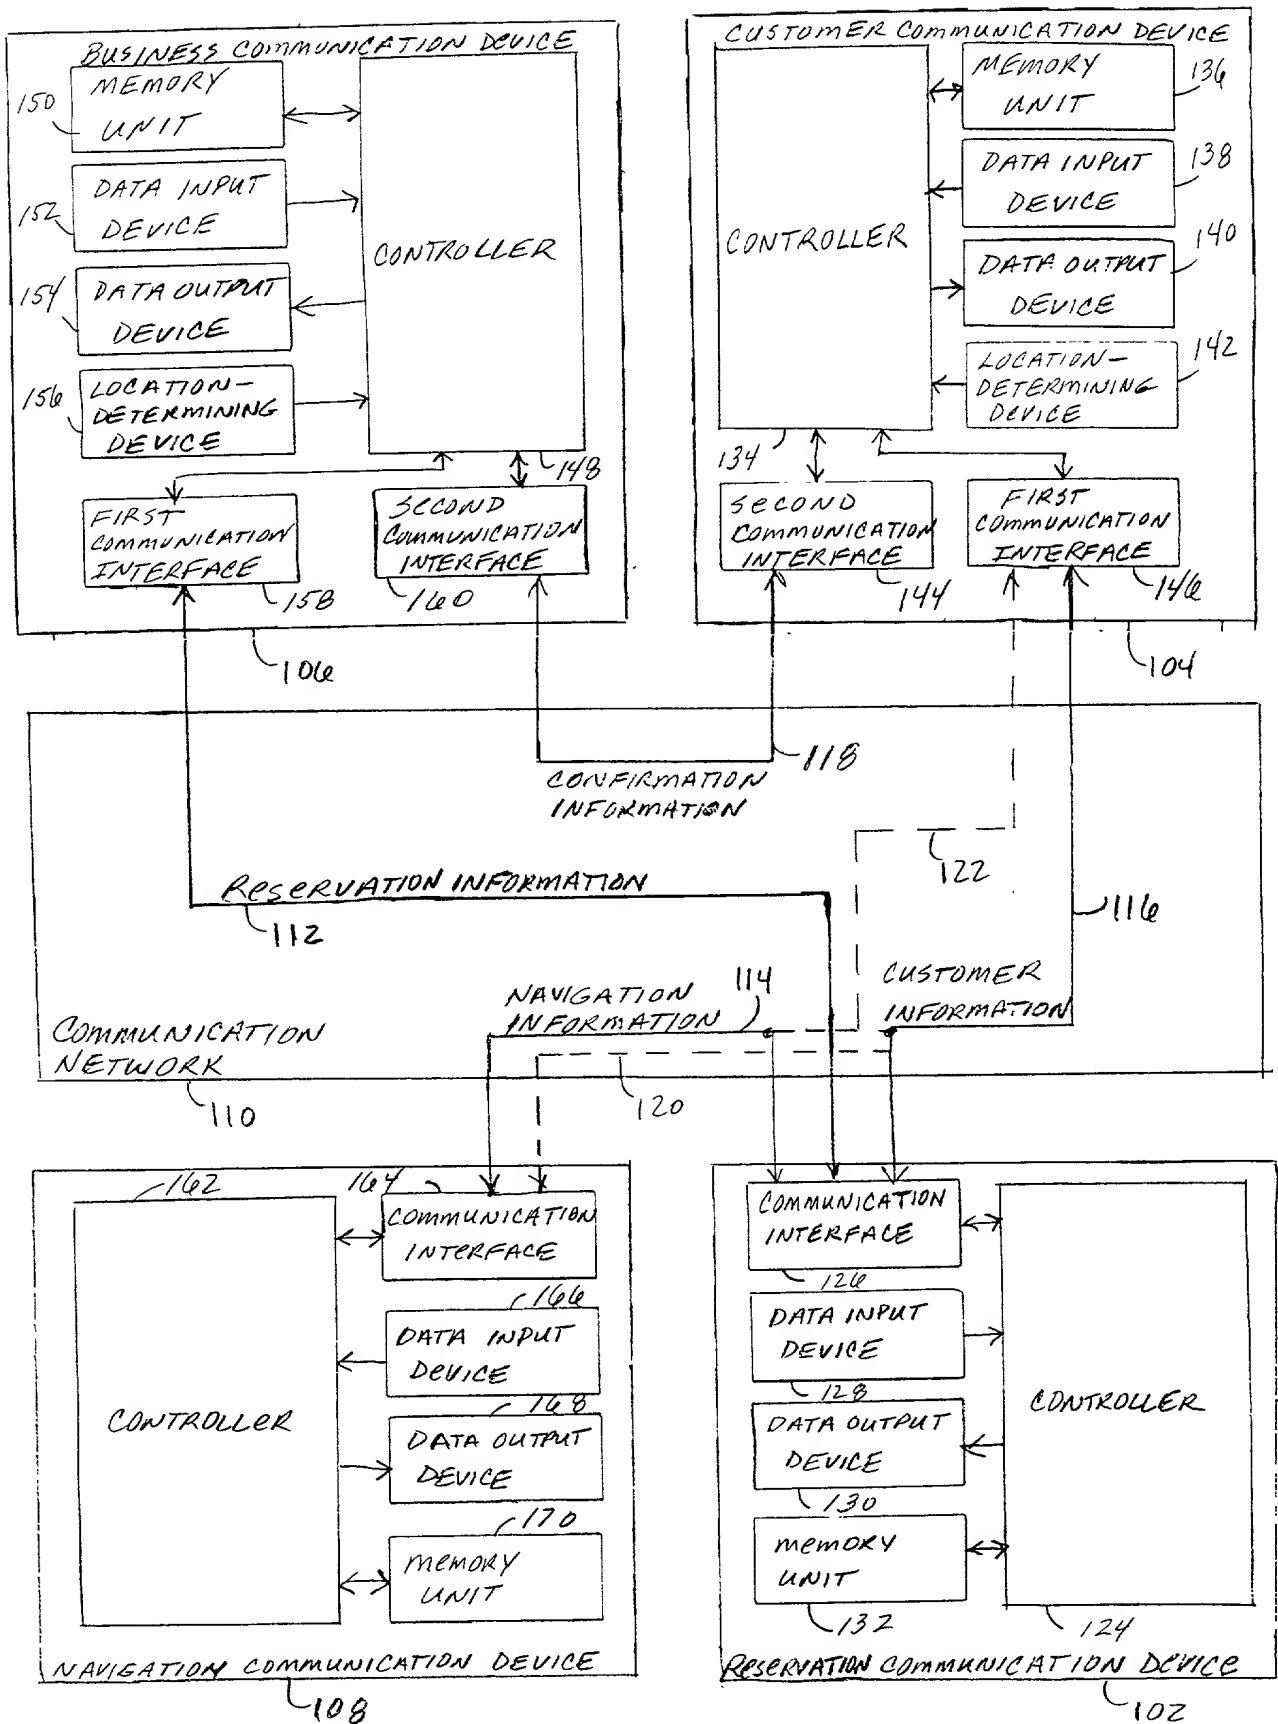 BUSINESS COMMUNICATION DEVICE
MEMORY
UNIT
150
DATA INPUT
DEVICE
152
DATA OUTPUT
DEVICE
154
LOCATION-
DETERMINING
DEVICE
156
CONTROLLER
148
FIRST
COMMUNICATION
INTERFACE
158
SECOND
COMMUNICATION
INTERFACE
160
106
CUSTOMER COMMUNICATION DEVICE
CONTROLLER
134
MEMORY
UNIT
136
DATA INPUT
DEVICE
138
DATA OUTPUT
DEVICE
140
LOCATION-
DETERMINING
DEVICE
142
SECOND
COMMUNICATION
INTERFACE
144
FIRST
COMMUNICATION
INTERFACE
146
104
118
CONFIRMATION
INFORMATION
122
RESERVATION INFORMATION
112
116
NAVIGATION
INFORMATION
114
CUSTOMER
INFORMATION
COMMUNICATION
NETWORK
110
120
162
164
CONTROLLER
COMMUNICATION
INTERFACE
166
DATA INPUT
DEVICE
168
DATA OUTPUT
DEVICE
170
MEMORY
UNIT
NAVIGATION COMMUNICATION DEVICE
108
COMMUNICATION
INTERFACE
126
DATA INPUT
DEVICE
128
DATA OUTPUT
DEVICE
130
MEMORY
UNIT
132
CONTROLLER
124
RESERVATION COMMUNICATION DEVICE
102